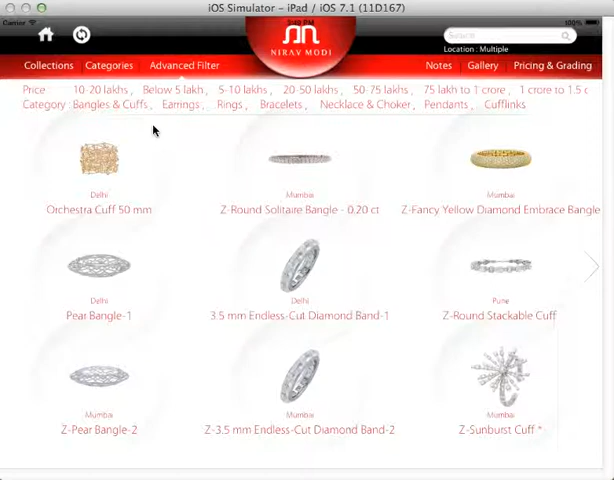 iOS Simulator – iPad / iOS 7.1 (11D167)
Carrier
100%
Search
NIRAV MODI
Location : Multiple
Collections Categories Advanced Filter Notes Gallery Pricing & Grading
Price : 10-20 lakhs , Below 5 lakh , 5-10 lakhs , 20-50 lakhs , 50-75 lakhs , 75 lakh to 1 crore , 1 crore to 1.5 c
Category : Bangles & Cuffs , Earrings , Rings , Bracelets , Necklace & Choker , Pendants , Cufflinks
Delhi Mumbai Mumbai
Orchestra Cuff 50 mm Z-Round Solitaire Bangle - 0.20 ct Z-Fancy Yellow Diamond Embrace Bangle
Delhi Delhi Pune
Pear Bangle-1 3.5 mm Endless-Cut Diamond Band-1 Z-Round Stackable Cuff
Mumbai Mumbai Mumbai
Z-Pear Bangle-2 Z-3.5 mm Endless-Cut Diamond Band-2 Z-Sunburst Cuff *